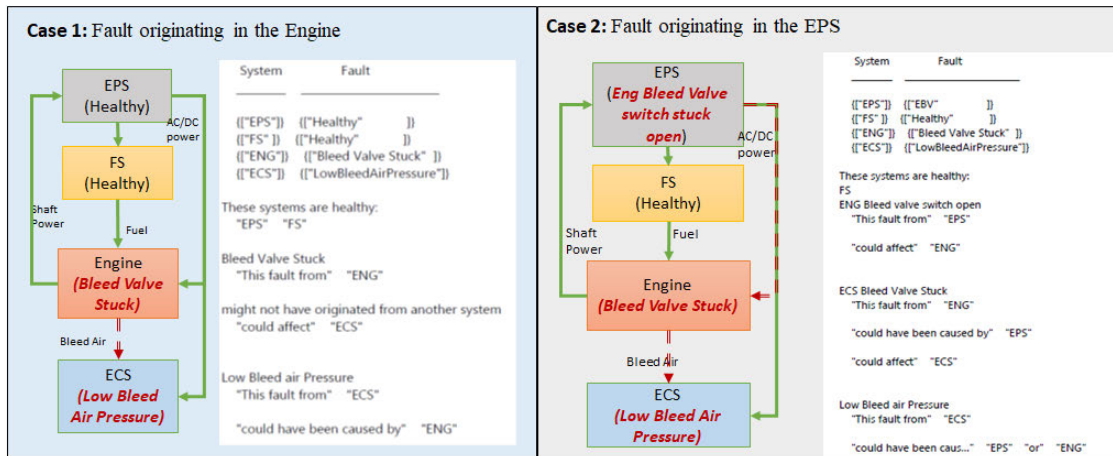 Case 1: Fault originating in the Engine
EPS
(Healthy)
AC/DC
power
FS
(Healthy)
Shaft
Power
Fuel
Engine
(Bleed Valve
Stuck)
Bleed Air
ECS
(Low Bleed
Air Pressure)
System Fault
{["EPS"]} {["Healthy" ]}
{["FS" ]} {["Healthy" ]}
{["ENG"]} {["Bleed Valve Stuck" ]}
{["ECS"]} {["LowBleedAirPressure"]}
These systems are healthy:
"EPS" "FS"
Bleed Valve Stuck
"This fault from" "ENG"
might not have originated from another system
"could affect" "ECS"
Low Bleed air Pressure
"This fault from" "ECS"
"could have been caused by" "ENG"
Case 2: Fault originating in the EPS
EPS
(Eng Bleed Valve
switch stuck
open)
AC/DC
power
FS
(Healthy)
Shaft
Power
Fuel
Engine
(Bleed Valve Stuck)
Bleed Air
ECS
(Low Bleed Air
Pressure)
System Fault
{["EPS"]} {["EBV" ]}
{["FS" ]} {["Healthy" ]}
{["ENG"]} {["Bleed Valve Stuck" ]}
{["ECS"]} {["LowBleedAirPressure"]}
These systems are healthy:
FS
ENG Bleed valve switch open
"This fault from" "EPS"
"could affect" "ENG"
ECS Bleed Valve Stuck
"This fault from" "ENG"
"could have been caused by" "EPS"
"could affect" "ECS"
Low Bleed air Pressure
"This fault from" "ECS"
"could have been caus..." "EPS" "or" "ENG"